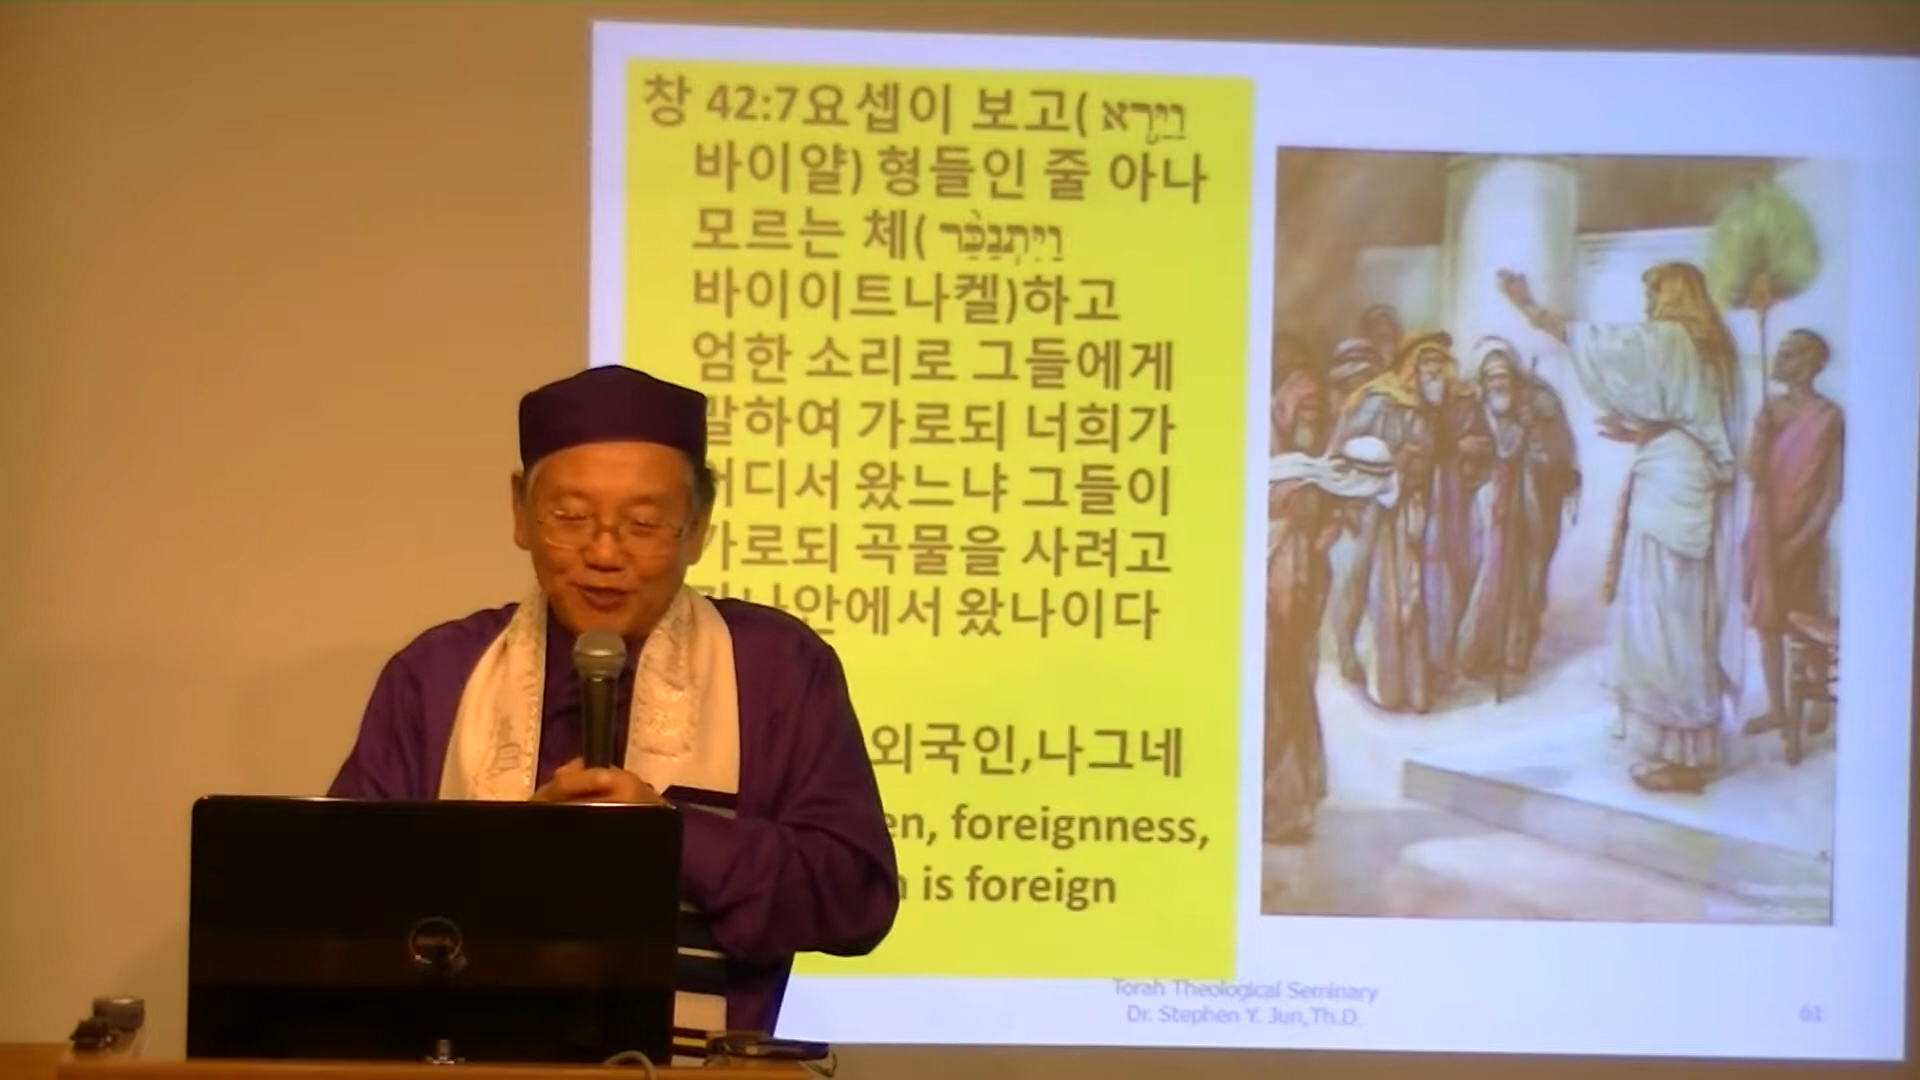 창 42:7요셉이 보고( וַיַּרְא
바이얄) 형들인 줄 아나
모르는 체( וַיִּתְנַכֵּר
바이이트나켈)하고
엄한 소리로 그들에게
말하여 가로되 너희가
어디서 왔느냐 그들이
가로되 곡물을 사려고
가나안에서 왔나이다
외국인,나그네
foreignness,
is foreign
Torah Theological Seminary
Dr. Stephen Y. Jun,Th.D.
61
DELL